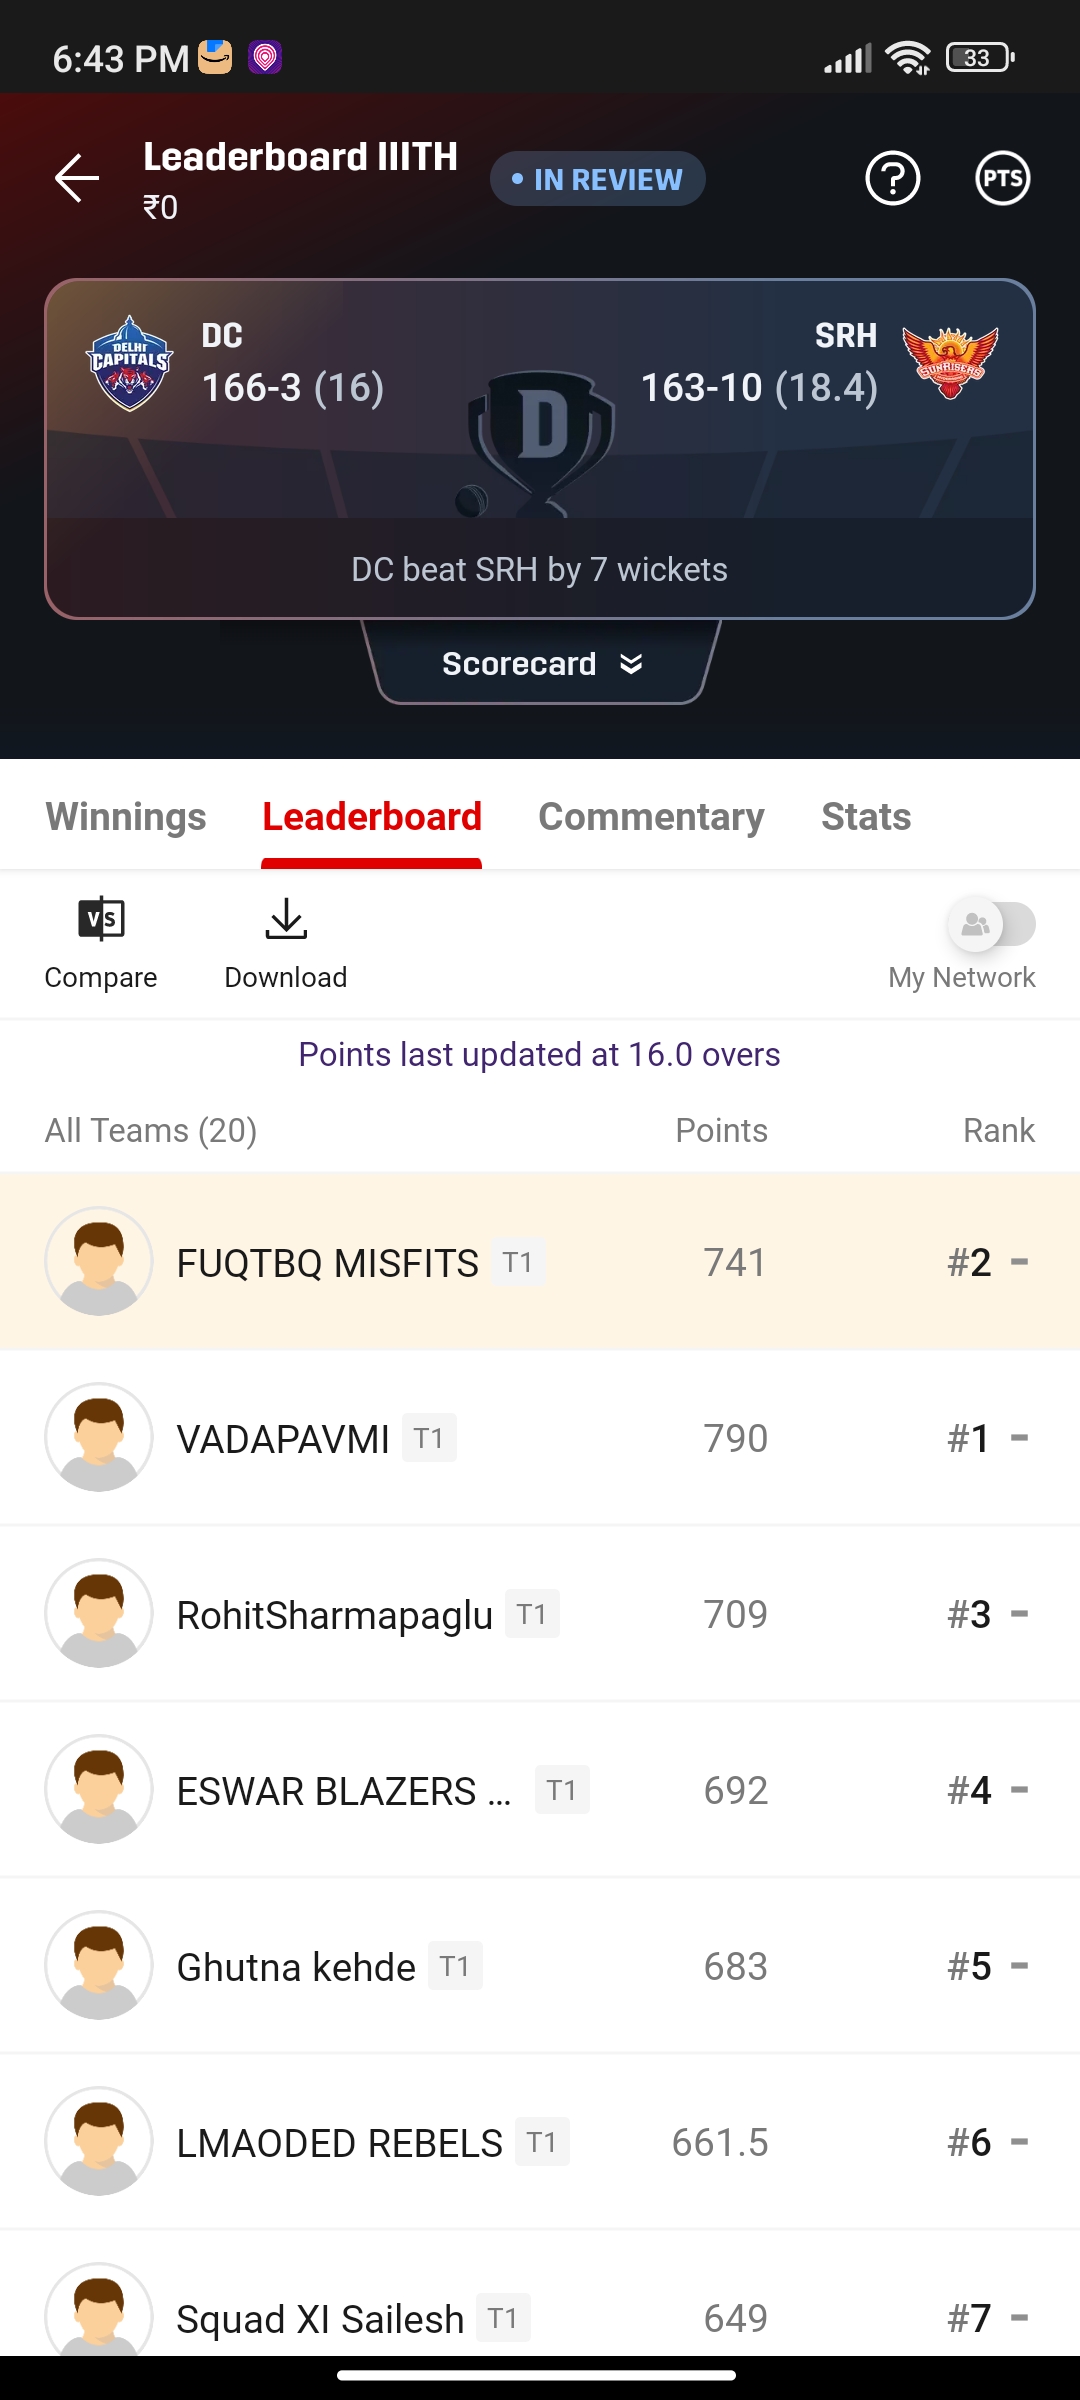 6:43 PM
33
Leaderboard IIITH
₹0
• IN REVIEW
?
PTS
DELHI
CAPITALS
DC
166-3 (16)
SRH
163-10 (18.4)
SUNRISERS
D
DC beat SRH by 7 wickets
Scorecard
Winnings
Leaderboard
Commentary
Stats
VS
Compare
Download
My Network
Points last updated at 16.0 overs
All Teams (20)
Points
Rank
FUQTBQ MISFITS T1 741 #2 -
VADAPAVMI T1 790 #1 -
RohitSharmapaglu T1 709 #3 -
ESWAR BLAZERS ... T1 692 #4 -
Ghutna kehde T1 683 #5 -
LMAODED REBELS T1 661.5 #6 -
Squad XI Sailesh T1 649 #7 -